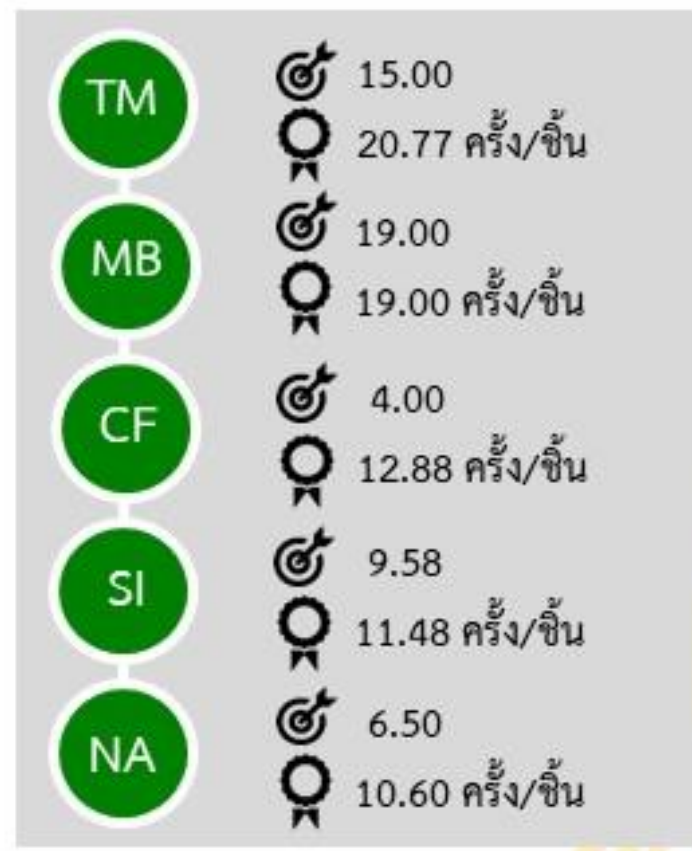 TM
15.00
20.77 ครั้ง/ชิ้น
MB
19.00
19.00 ครั้ง/ชิ้น
CF
4.00
12.88 ครั้ง/ชิ้น
SI
9.58
11.48 ครั้ง/ชิ้น
NA
6.50
10.60 ครั้ง/ชิ้น